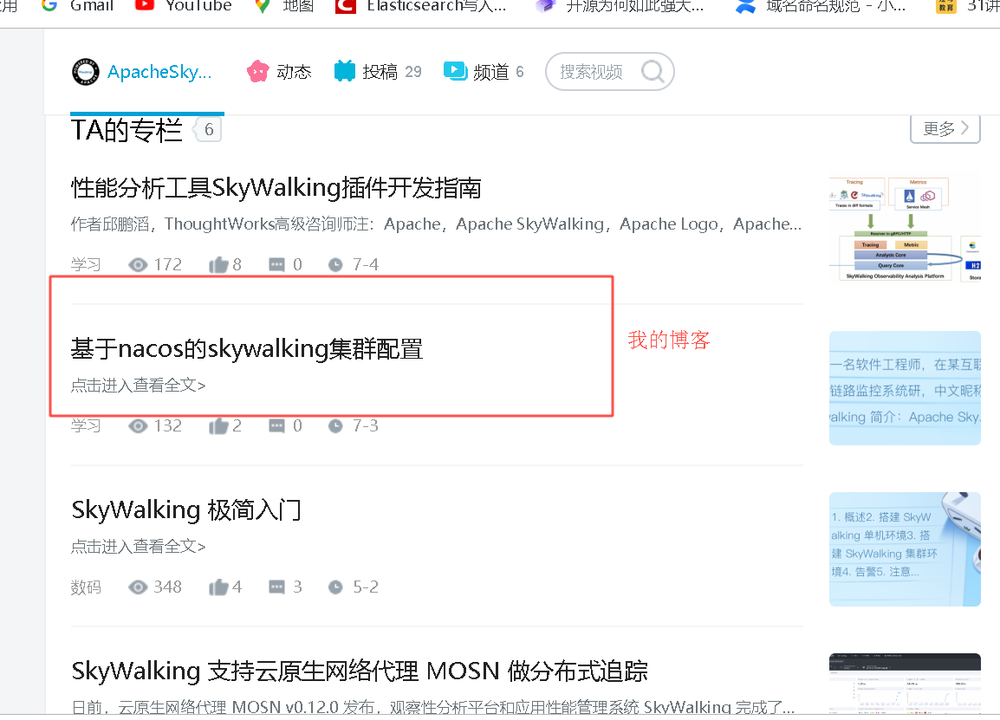 Gmail YouTube 地图 Elasticsearch写入... 开源为何如此强大... 域名命名规范 - 小... 31讲
ApacheSky... 动态 投稿 29 频道 6 搜索视频
TA的专栏 6 更多
性能分析工具SkyWalking插件开发指南
作者邱鹏滔，ThoughtWorks高级咨询师注：Apache，Apache SkyWalking，Apache Logo，Apache...
学习 172 8 0 7-4
Tracing Metrics
Traces in diff formats Service Mesh
Receiver in gRPC/HTTP
Tracing Metric
Analysis Core
Query Core H2
SkyWalking Observability Analysis Platform
基于nacos的skywalking集群配置
我的博客
点击进入查看全文>
学习 132 2 0 7-3
一名软件工程师，在某互联
链路监控系统研，中文昵称
alking 简介：Apache Sky.
SkyWalking 极简入门
点击进入查看全文>
数码 348 4 3 5-2
1. 概述2. 搭建 SkyW
alking 单机环境3. 搭
建 SkyWalking 集群环
境4. 告警5. 注意...
SkyWalking 支持云原生网络代理 MOSN 做分布式追踪
日前，云原生网络代理 MOSN v0.12.0 发布，观察性分析平台和应用性能管理系统 SkyWalking 完成了...